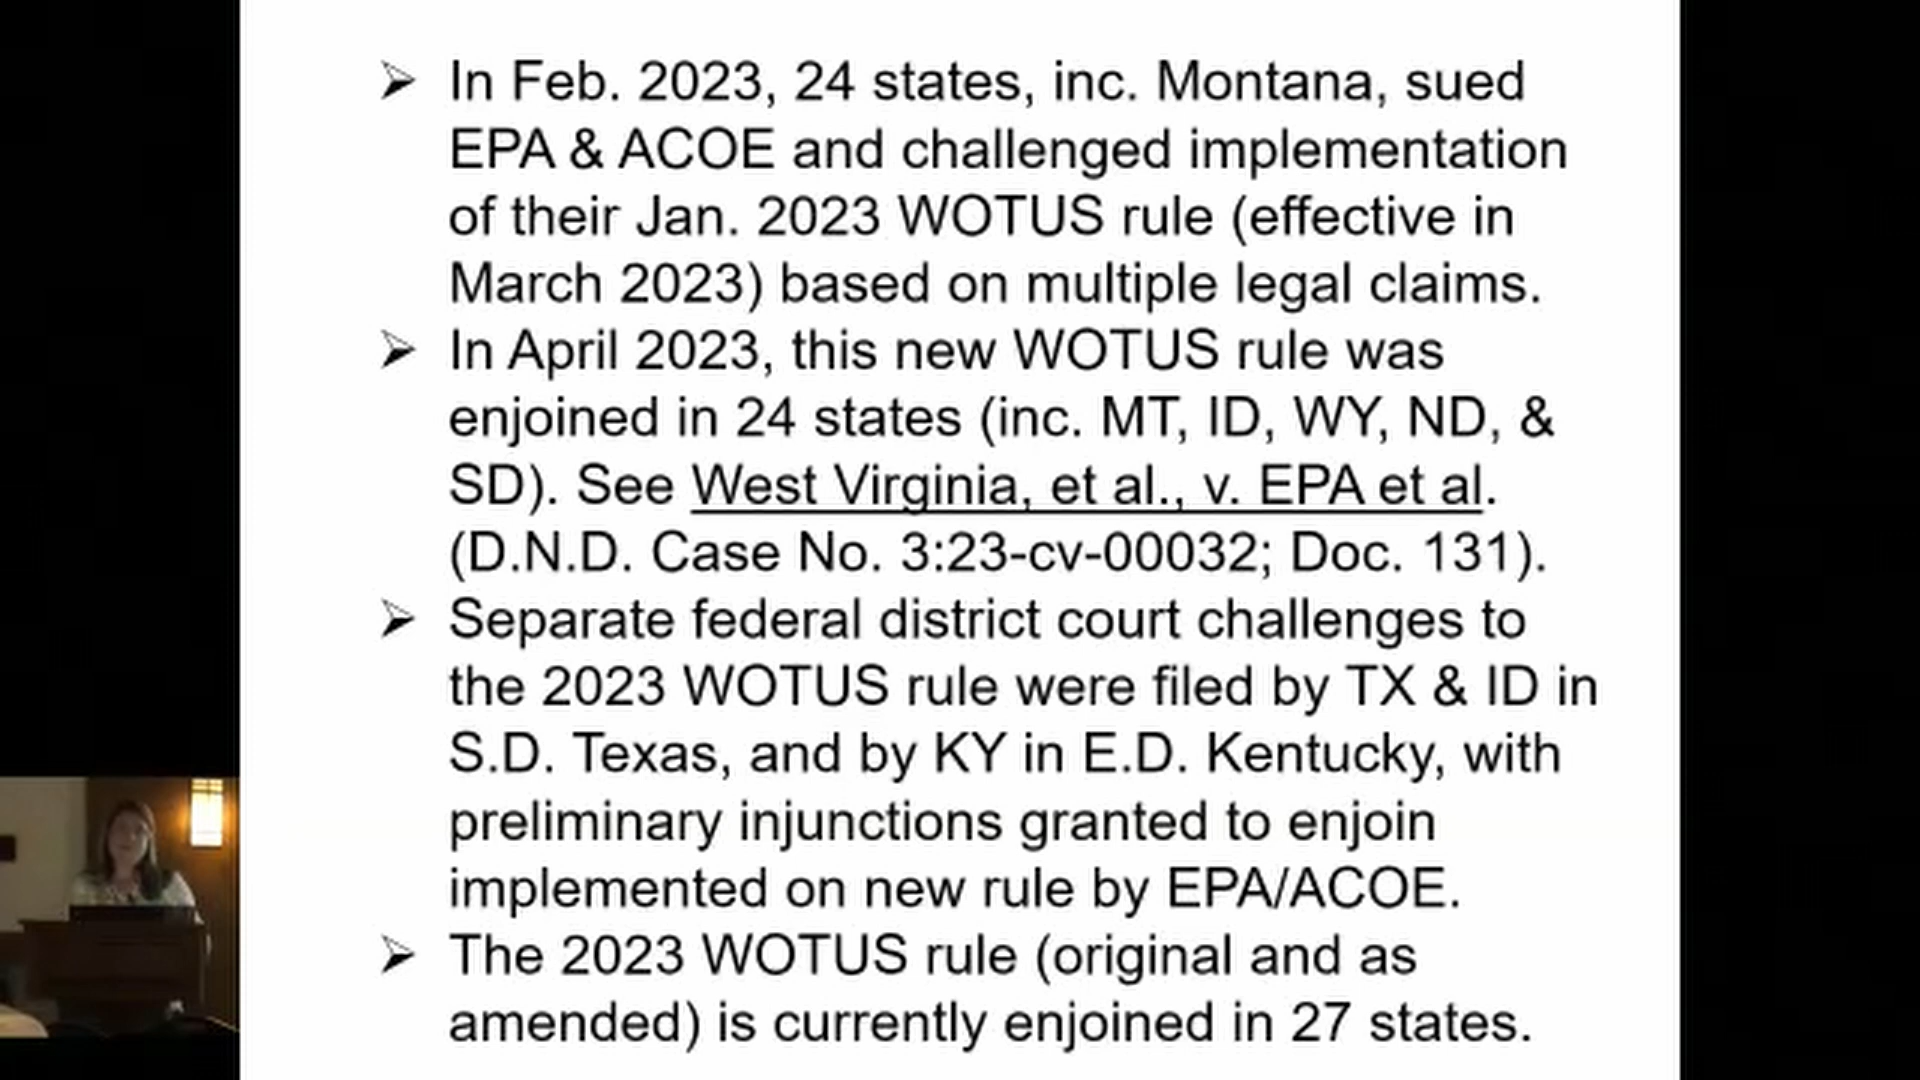 ➢ In Feb. 2023, 24 states, inc. Montana, sued
EPA & ACOE and challenged implementation
of their Jan. 2023 WOTUS rule (effective in
March 2023) based on multiple legal claims.
➢ In April 2023, this new WOTUS rule was
enjoined in 24 states (inc. MT, ID, WY, ND, &
SD). See West Virginia, et al., v. EPA et al.
(D.N.D. Case No. 3:23-cv-00032; Doc. 131).
➢ Separate federal district court challenges to
the 2023 WOTUS rule were filed by TX & ID in
S.D. Texas, and by KY in E.D. Kentucky, with
preliminary injunctions granted to enjoin
implemented on new rule by EPA/ACOE.
➢ The 2023 WOTUS rule (original and as
amended) is currently enjoined in 27 states.